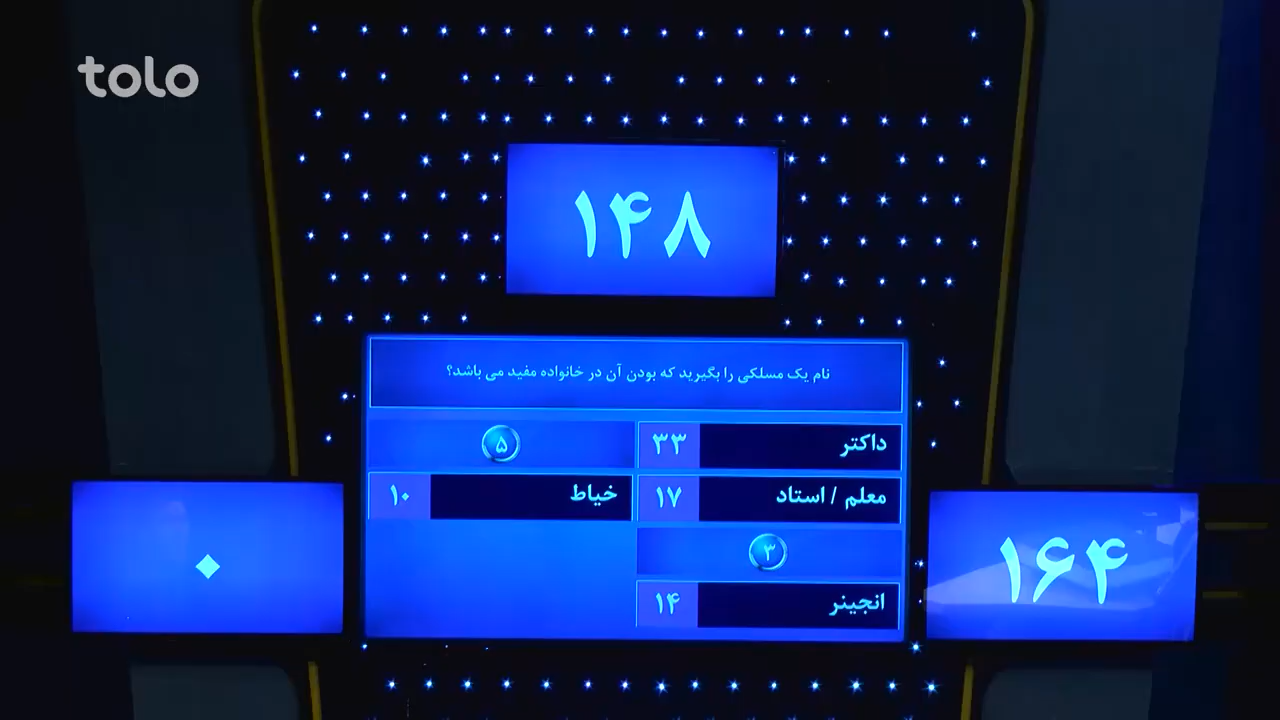 tolo
۱۴۸
نام یک مسلکی را بگیرید که بودن آن در خانواده مفید می باشد؟
داکتر ۳۳
معلم / استاد ۱۷
۳
انجینر ۱۴
۵
خیاط ۱۰
۱۶۴
۰